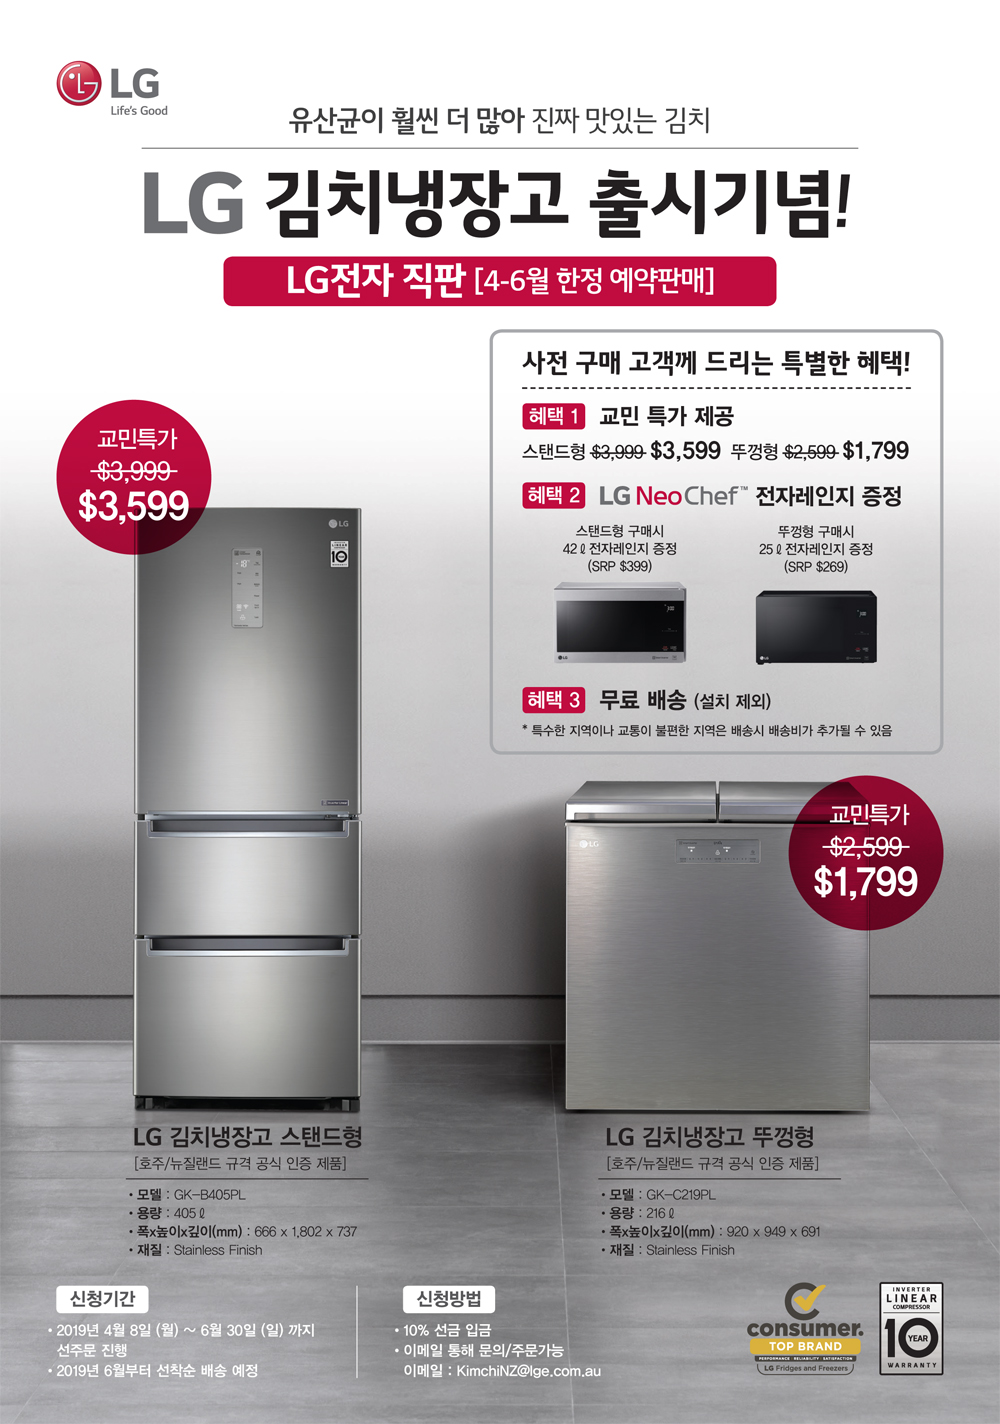 LG
Life's Good
유산균이 훨씬 더 많아 진짜 맛있는 김치
LG 김치냉장고 출시기념!
LG전자 직판 [4-6월 한정 예약판매]
사전 구매 고객께 드리는 특별한 혜택!
혜택 1 교민 특가 제공
스탠드형 $3,999 $3,599 뚜껑형 $2,599 $1,799
혜택 2 LG NeoChef™ 전자레인지 증정
스탠드형 구매시
42ℓ 전자레인지 증정
(SRP $399)
뚜껑형 구매시
25ℓ 전자레인지 증정
(SRP $269)
혜택 3 무료 배송 (설치 제외)
* 특수한 지역이나 교통이 불편한 지역은 배송시 배송비가 추가될 수 있음
교민특가
$3,999
$3,599
LG
10
LG
LG
교민특가
$2,599
$1,799
LG
LG 김치냉장고 스탠드형
[호주/뉴질랜드 규격 공식 인증 제품]
• 모델 : GK-B405PL
• 용량 : 405ℓ
• 폭x높이x깊이(mm) : 666 x 1,802 x 737
• 재질 : Stainless Finish
LG 김치냉장고 뚜껑형
[호주/뉴질랜드 규격 공식 인증 제품]
• 모델 : GK-C219PL
• 용량 : 216ℓ
• 폭x높이x깊이(mm) : 920 x 949 x 691
• 재질 : Stainless Finish
신청기간
• 2019년 4월 8일 (월) ~ 6월 30일 (일) 까지
선주문 진행
• 2019년 6월부터 선착순 배송 예정
신청방법
• 10% 선금 입금
• 이메일 통해 문의/주문가능
이메일 : KimchiNZ@lge.com.au
consumer.
TOP BRAND
PERFORMANCE RELIABILITY SATISFACTION
LG Fridges and Freezers
INVERTER
LINEAR
COMPRESSOR
10 YEAR
WARRANTY